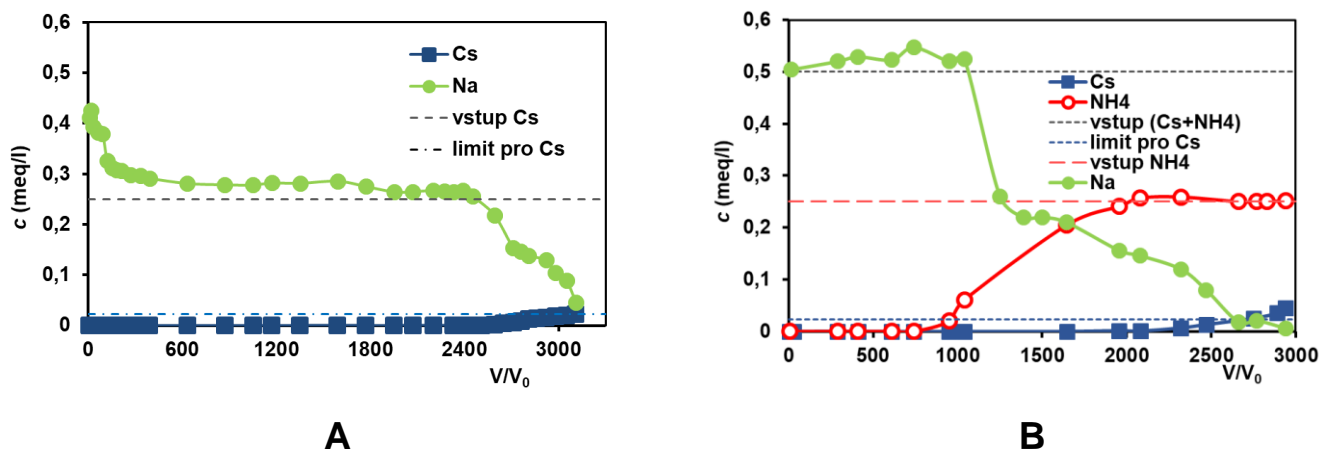 0,6
0,5
0,4
0,3
0,2
0,1
0
c (meq/l)
Cs
Na
vstup Cs
limit pro Cs
0 600 1200 1800 2400 3000
V/V0
A
0,6
0,5
0,4
0,3
0,2
0,1
0
c (meq/l)
Cs
NH4
vstup (Cs+NH4)
limit pro Cs
vstup NH4
Na
0 500 1000 1500 2000 2500 3000
V/V0
B